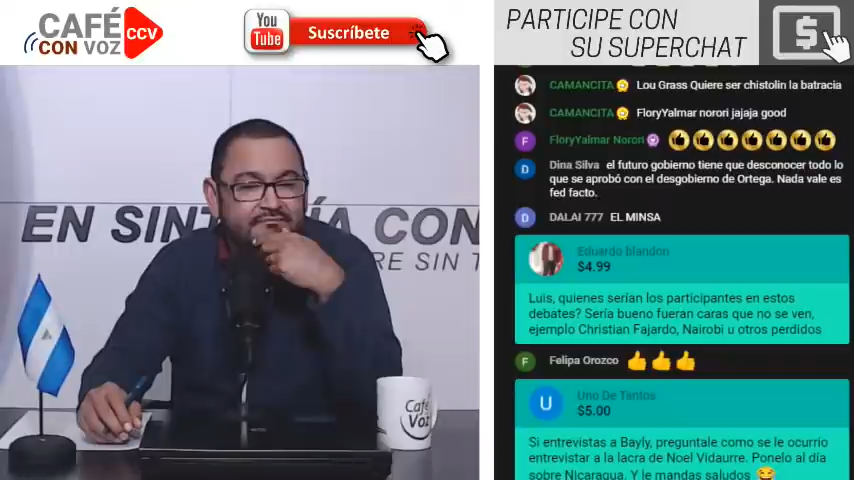 CAFÉ
CON VOZ
CCV
You
Tube
Suscríbete
PARTICIPE CON
SU SUPERCHAT
$
EN SINT ÍA CON
RE SIN T
Café
Voz
CAMANCITA Lou Grass Quiere ser chistolin la batracia
CAMANCITA FloryYalmar norori jajaja good
F FloryYalmar Norori
D Dina Silva el futuro gobierno tiene que desconocer todo lo
que se aprobó con el desgobierno de Ortega. Nada vale es
fed facto.
D DALAI 777 EL MINSA
Eduardo blandon
$4.99
Luis, quienes serían los participantes en estos
debates? Sería bueno fueran caras que no se ven,
ejemplo Christian Fajardo, Nairobi u otros perdidos
F Felipa Orozco
U Uno De Tantos
$5.00
Si entrevistas a Bayly, preguntale como se le ocurrio
entrevistar a la lacra de Noel Vidaurre. Ponelo al día
sobre Nicaragua. Y le mandas saludos